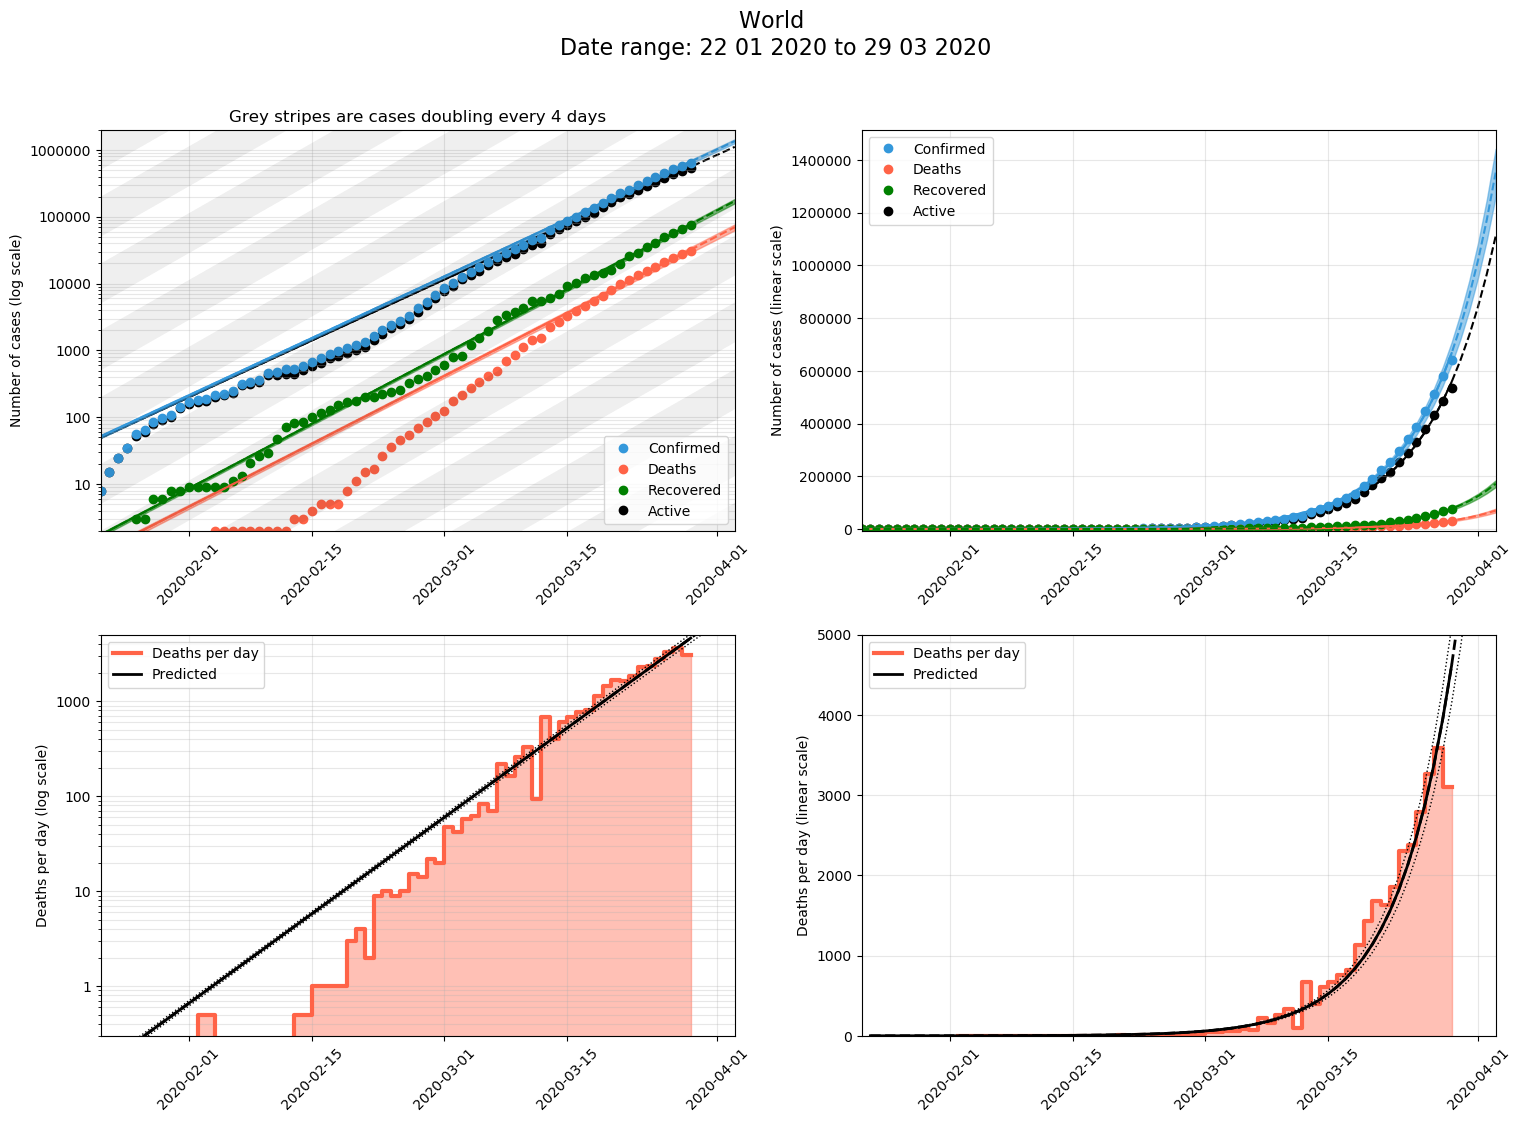 World
Date range: 22 01 2020 to 29 03 2020
Grey stripes are cases doubling every 4 days
Number of cases (log scale)
1000000
100000
10000
1000
100
10
Confirmed
Deaths
Recovered
Active
2020-02-01
2020-02-15
2020-03-01
2020-03-15
2020-04-01
Number of cases (linear scale)
1400000
1200000
1000000
800000
600000
400000
200000
0
Confirmed
Deaths
Recovered
Active
2020-02-01
2020-02-15
2020-03-01
2020-03-15
2020-04-01
Deaths per day (log scale)
1000
100
10
1
Deaths per day
Predicted
2020-02-01
2020-02-15
2020-03-01
2020-03-15
2020-04-01
Deaths per day (linear scale)
5000
4000
3000
2000
1000
0
Deaths per day
Predicted
2020-02-01
2020-02-15
2020-03-01
2020-03-15
2020-04-01